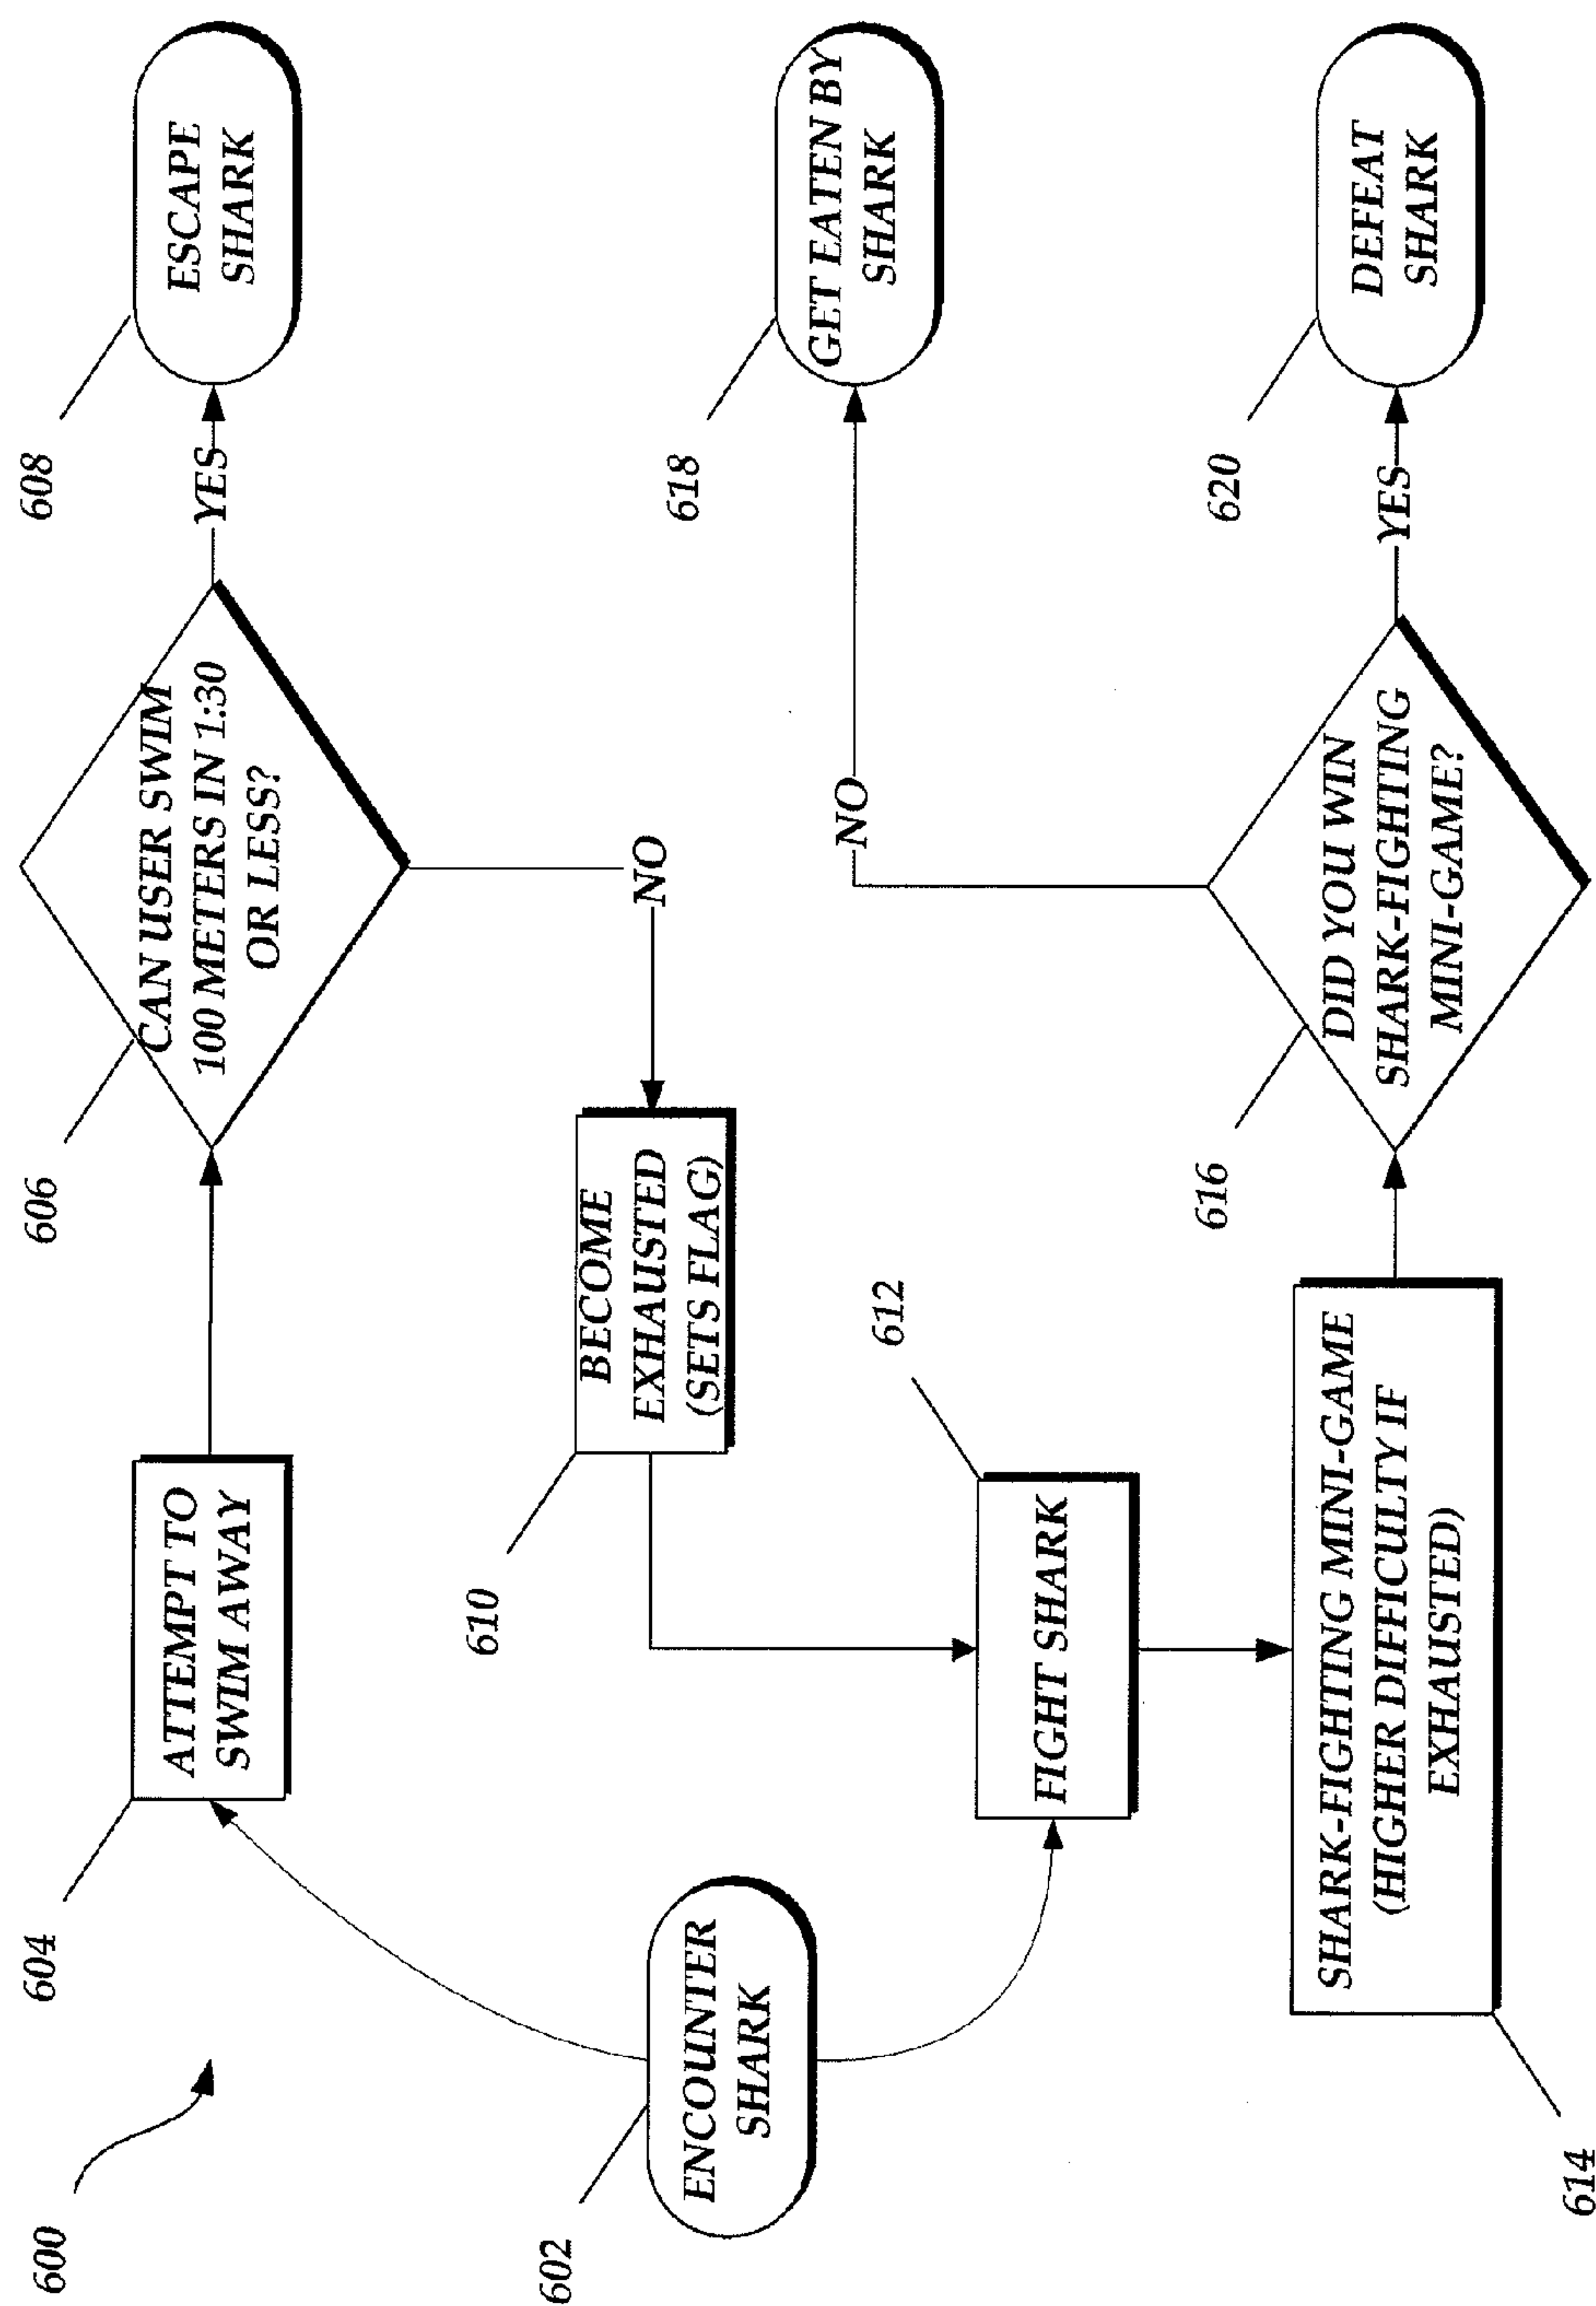 600
604
ATTEMPT TO
SWIM AWAY
606
CAN USER SWIM
100 METERS IN 1:30
OR LESS?
YES
608
ESCAPE
SHARK
NO
610
BECOME
EXHAUSTED
(SETS FLAG)
602
ENCOUNTER
SHARK
612
FIGHT SHARK
NO
618
GET EATEN BY
SHARK
614
SHARK-FIGHTING MINI-GAME
(HIGHER DIFFICULTY IF
EXHAUSTED)
616
DID YOU WIN
SHARK-FIGHTING
MINI-GAME?
YES
620
DEFEAT
SHARK